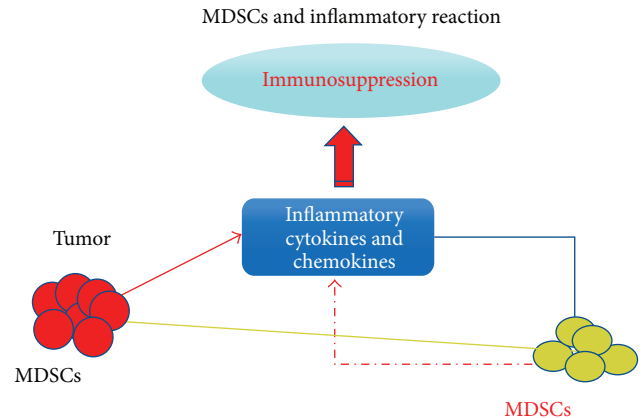 MDSCs and inflammatory reaction
Immunosuppression
Inflammatory
cytokines and
chemokines
Tumor
MDSCs
MDSCs